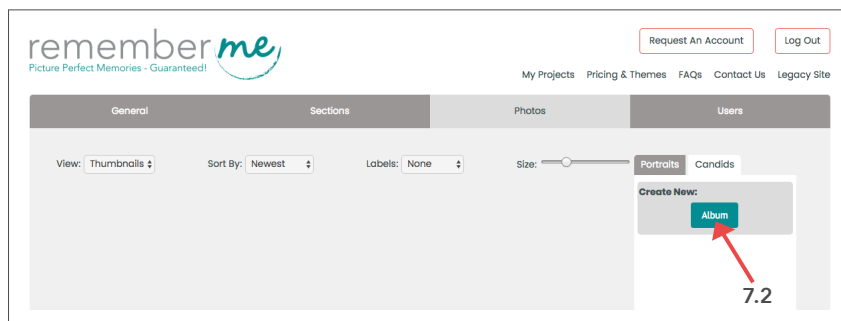 remember me
Picture Perfect Memories - Guaranteed!
Request An Account
Log Out
My Projects Pricing & Themes FAQs Contact Us Legacy Site
General Sections Photos Users
View: Thumbnails Sort By: Newest Labels: None Size:
Portraits Candids
Create New:
Album
7.2